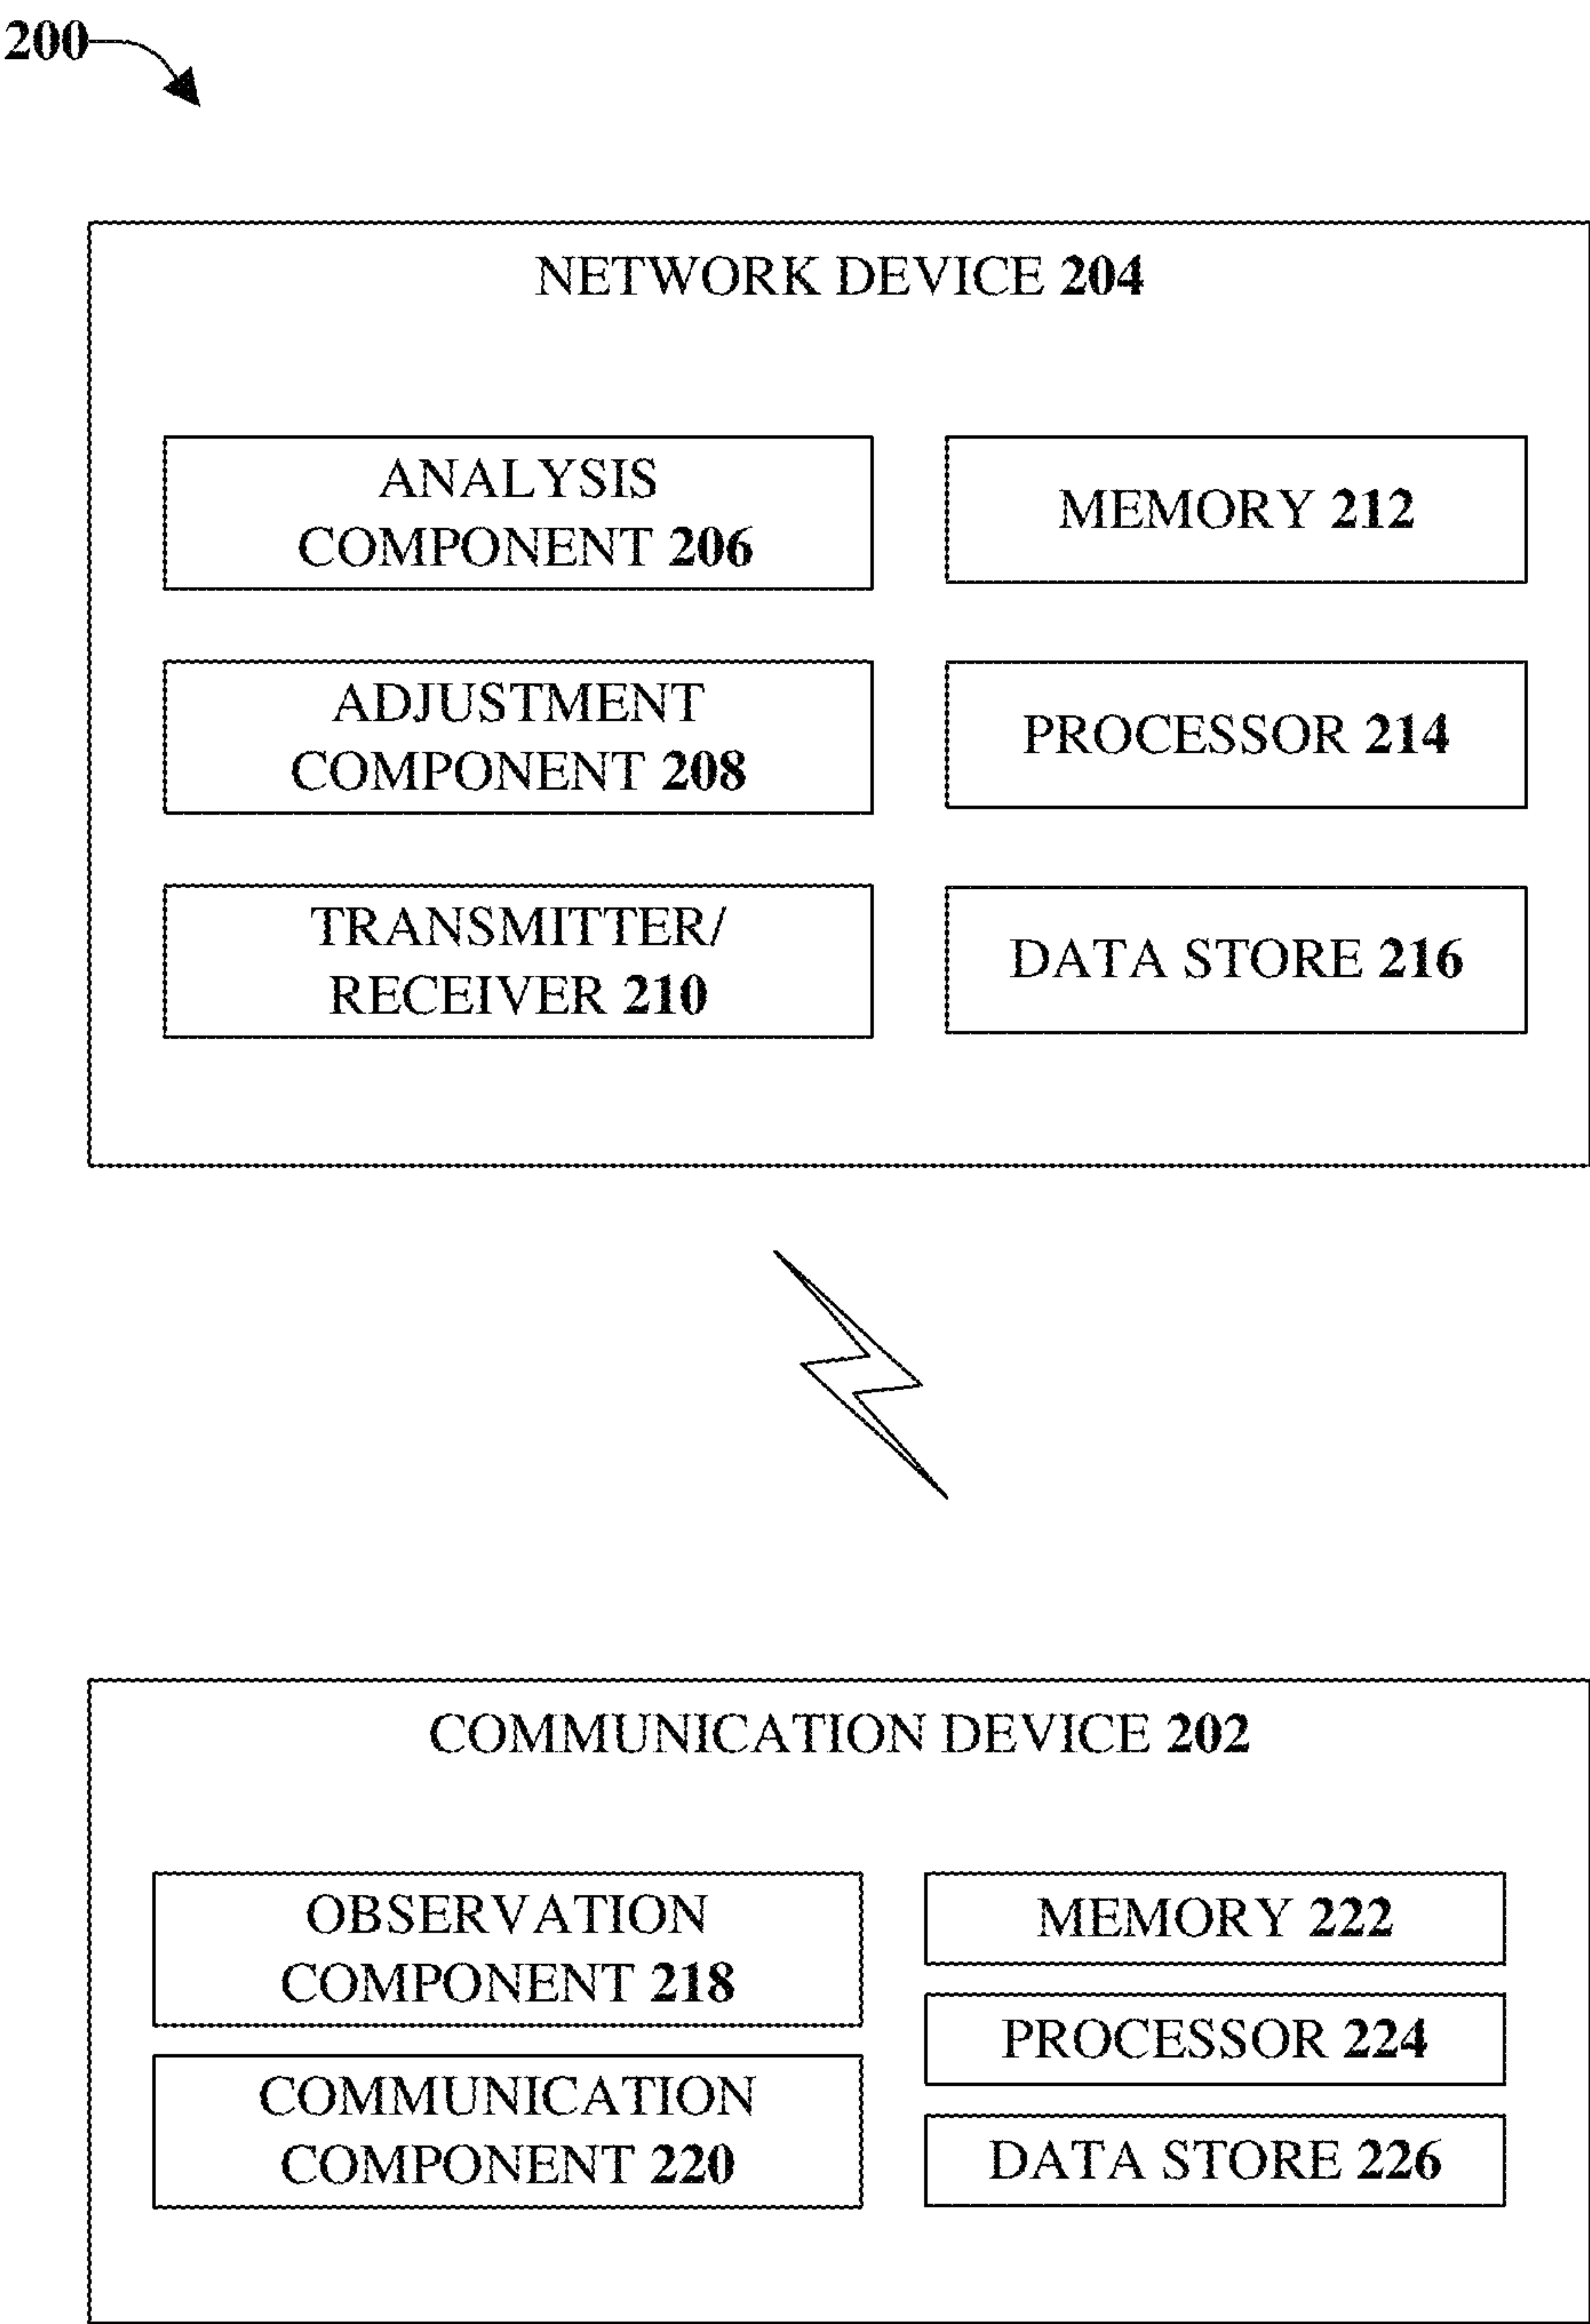 200
NETWORK DEVICE 204
ANALYSIS
COMPONENT 206
MEMORY 212
ADJUSTMENT
COMPONENT 208
PROCESSOR 214
TRANSMITTER/
RECEIVER 210
DATA STORE 216
COMMUNICATION DEVICE 202
OBSERVATION
COMPONENT 218
COMMUNICATION
COMPONENT 220
MEMORY 222
PROCESSOR 224
DATA STORE 226